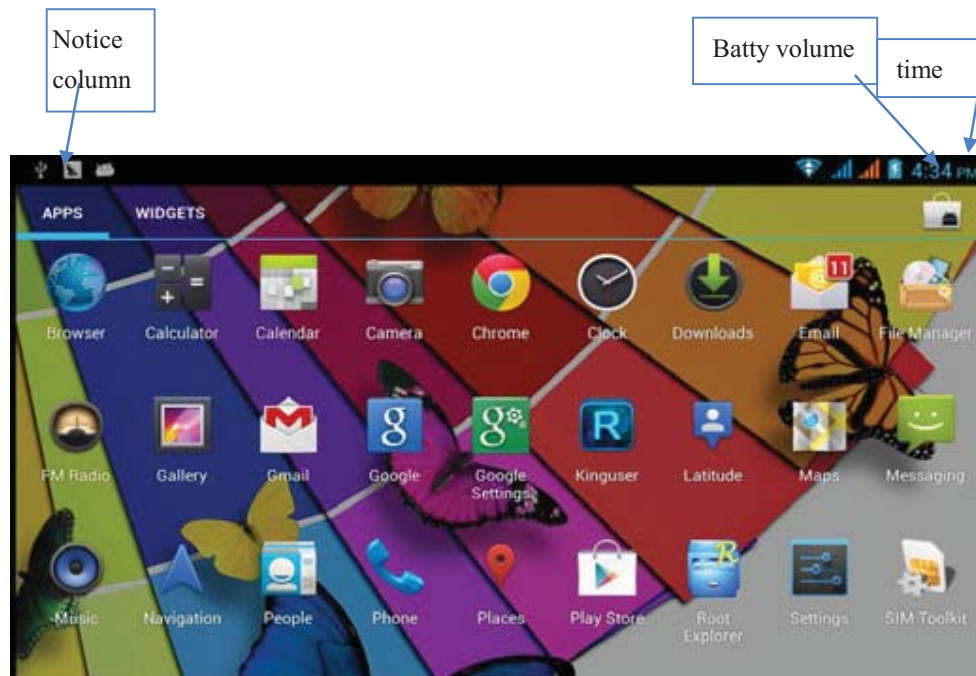 Notice
column
Batty volume
time
4:34 PM
APPS WIDGETS
11
Browser Calculator Calendar Camera Chrome Clock Downloads Email File Manager
g g R
FM Radio Gallery Gmail Google Google Settings Kinguser Latitude Maps Messaging
R
Music Navigation People Phone Places Play Store Root Explorer Settings SIM Toolkit